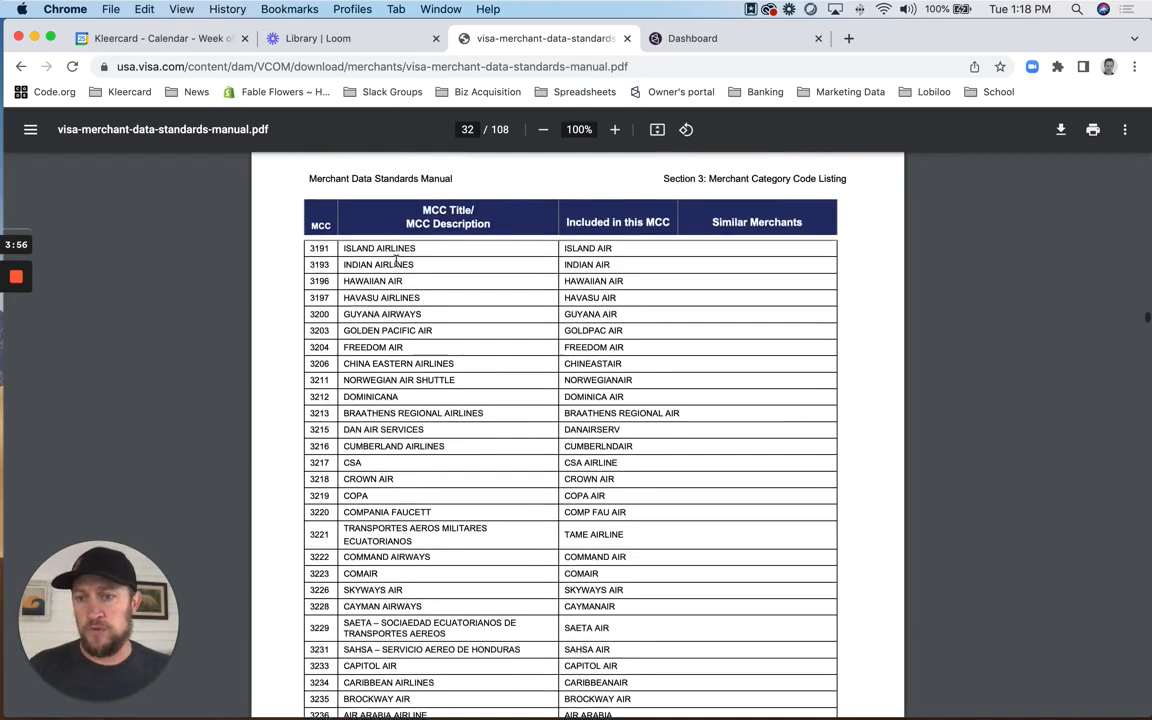 Chrome File Edit View History Bookmarks Profiles Tab Window Help 100% Tue 1:18 PM
Kleercard - Calendar - Week of
Library | Loom
visa-merchant-data-standards-
Dashboard
usa.visa.com/content/dam/VCOM/download/merchants/visa-merchant-data-standards-manual.pdf
Code.org Kleercard News Fable Flowers ~ H... Slack Groups Biz Acquisition Spreadsheets Owner's portal Banking Marketing Data Lobiloo School
visa-merchant-data-standards-manual.pdf 32 / 108 100%
Merchant Data Standards Manual Section 3: Merchant Category Code Listing
MCC MCC Title/ MCC Description Included in this MCC Similar Merchants
3191 ISLAND AIRLINES ISLAND AIR
3:56
3193 INDIAN AIRLINES INDIAN AIR
3196 HAWAIIAN AIR HAWAIIAN AIR
3197 HAVASU AIRLINES HAVASU AIR
3200 GUYANA AIRWAYS GUYANA AIR
3203 GOLDEN PACIFIC AIR GOLDPAC AIR
3204 FREEDOM AIR FREEDOM AIR
3206 CHINA EASTERN AIRLINES CHINEASTAIR
3211 NORWEGIAN AIR SHUTTLE NORWEGIANAIR
3212 DOMINICANA DOMINICA AIR
3213 BRAATHENS REGIONAL AIRLINES BRAATHENS REGIONAL AIR
3215 DAN AIR SERVICES DANAIRSERV
3216 CUMBERLAND AIRLINES CUMBERLNDAIR
3217 CSA CSA AIRLINE
3218 CROWN AIR CROWN AIR
3219 COPA COPA AIR
3220 COMPANIA FAUCETT COMP FAU AIR
3221 TRANSPORTES AEROS MILITARES ECUATORIANOS TAME AIRLINE
3222 COMMAND AIRWAYS COMMAND AIR
3223 COMAIR COMAIR
3226 SKYWAYS AIR SKYWAYS AIR
3228 CAYMAN AIRWAYS CAYMANAIR
3229 SAETA – SOCIAEDAD ECUATORIANOS DE TRANSPORTES AEREOS SAETA AIR
3231 SAHSA – SERVICIO AEREO DE HONDURAS SAHSA AIR
3233 CAPITOL AIR CAPITOL AIR
3234 CARIBBEAN AIRLINES CARIBBEANAIR
3235 BROCKWAY AIR BROCKWAY AIR
3236 AIR ARABIA AIRLINE AIR ARABIA